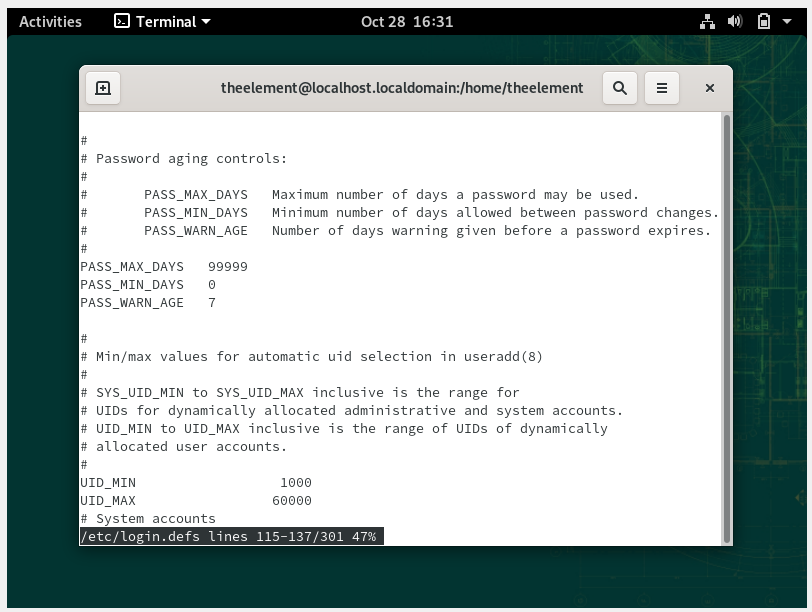 Activities Terminal Oct 28 16:31
theelement@localhost.localdomain:/home/theelement
#
# Password aging controls:
#
#       PASS_MAX_DAYS   Maximum number of days a password may be used.
#       PASS_MIN_DAYS   Minimum number of days allowed between password changes.
#       PASS_WARN_AGE   Number of days warning given before a password expires.
#
PASS_MAX_DAYS   99999
PASS_MIN_DAYS   0
PASS_WARN_AGE   7
#
# Min/max values for automatic uid selection in useradd(8)
#
# SYS_UID_MIN to SYS_UID_MAX inclusive is the range for
# UIDs for dynamically allocated administrative and system accounts.
# UID_MIN to UID_MAX inclusive is the range of UIDs of dynamically
# allocated user accounts.
#
UID_MIN                  1000
UID_MAX                 60000
# System accounts
/etc/login.defs lines 115-137/301 47%